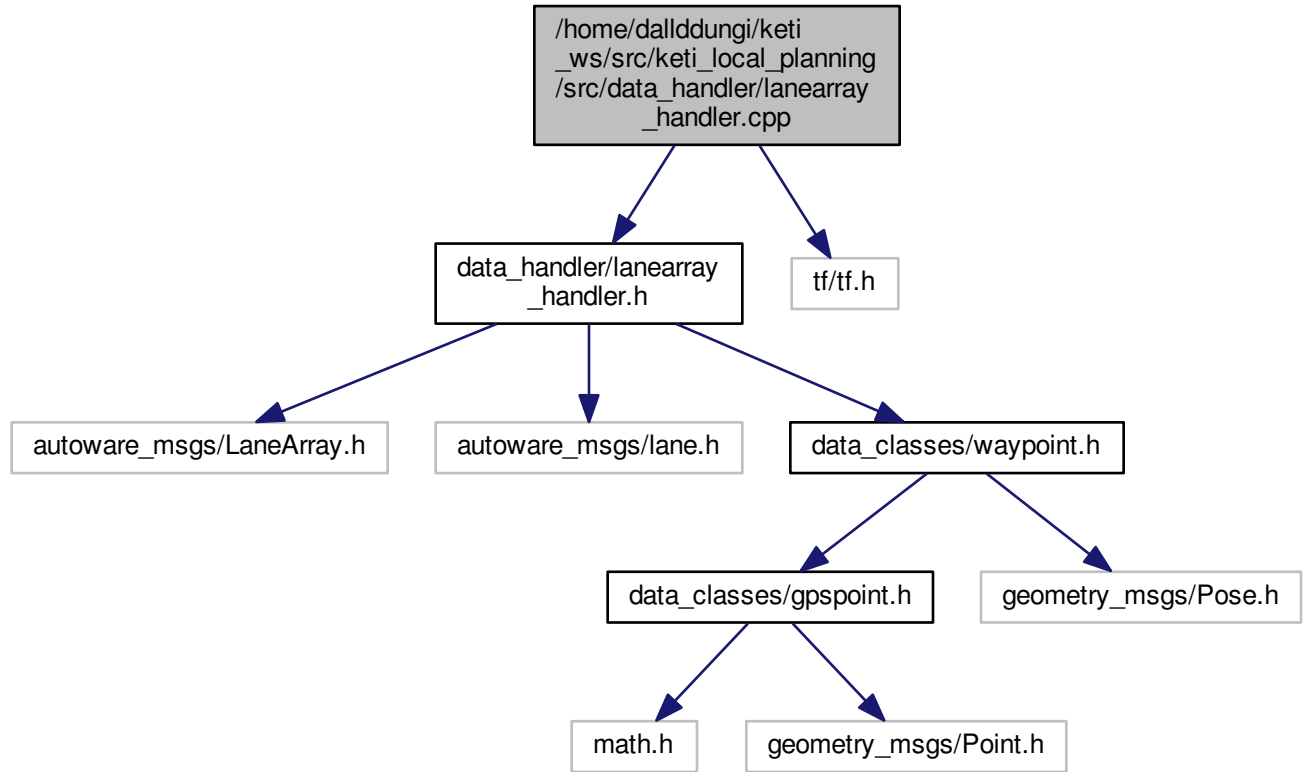 /home/dallddungi/keti
_ws/src/keti_local_planning
/src/data_handler/lanearray
_handler.cpp
data_handler/lanearray
_handler.h
tf/tf.h
autoware_msgs/LaneArray.h
autoware_msgs/lane.h
data_classes/waypoint.h
data_classes/gpspoint.h
geometry_msgs/Pose.h
math.h
geometry_msgs/Point.h